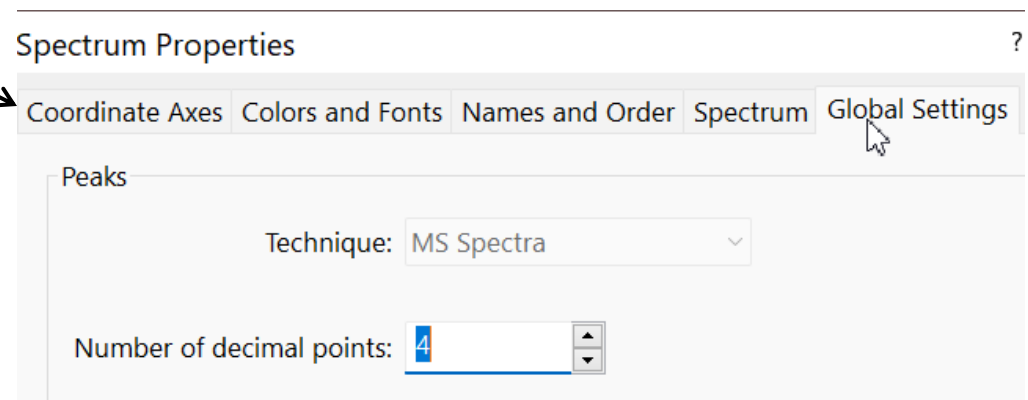 Spectrum Properties ?
Coordinate Axes Colors and Fonts Names and Order Spectrum Global Settings
Peaks
Technique: MS Spectra
Number of decimal points: 4